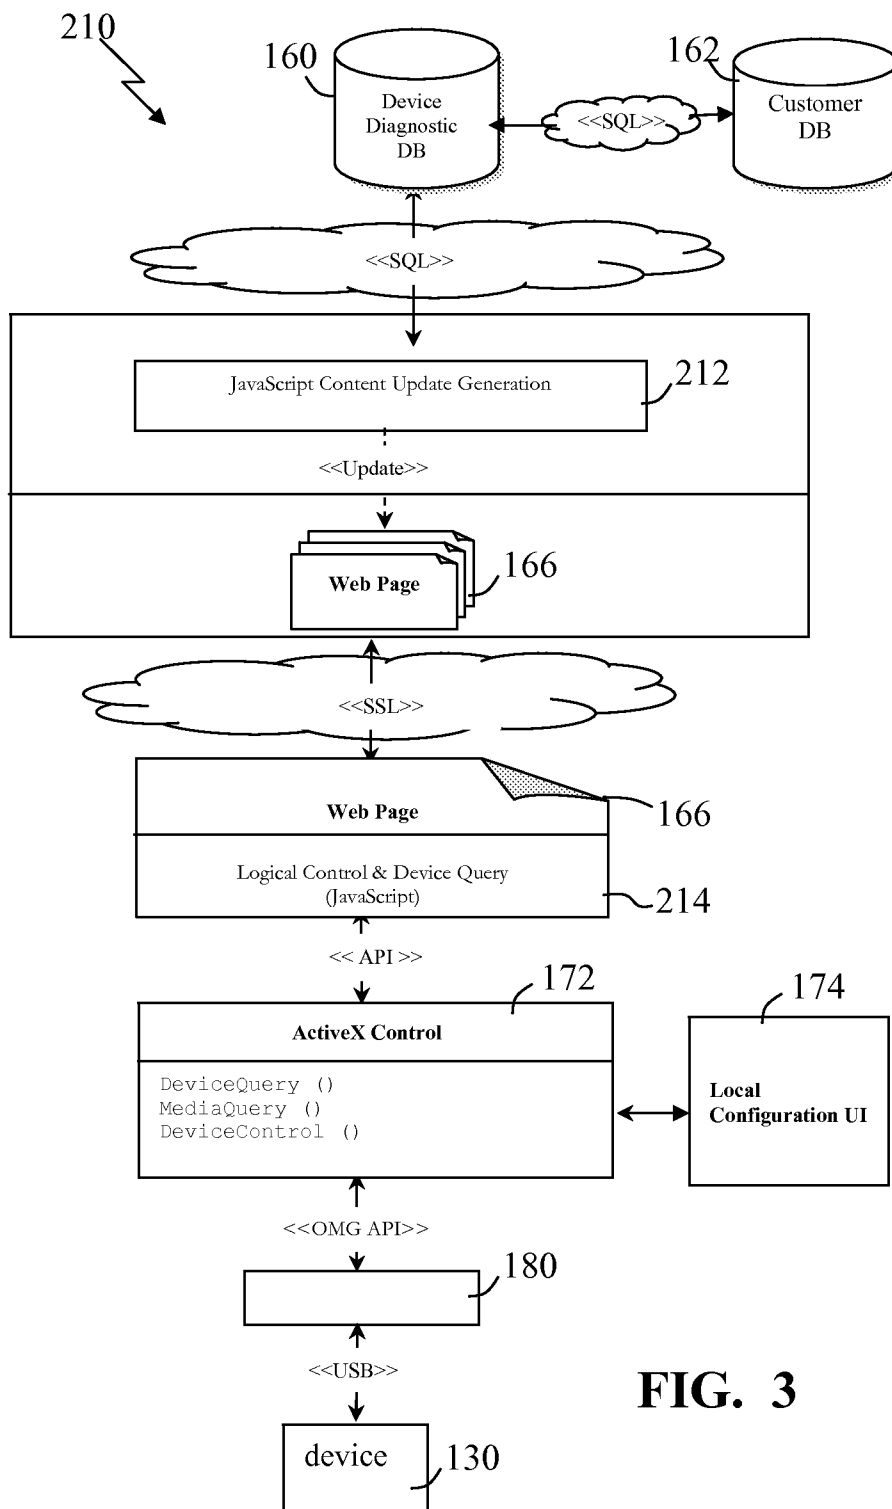 210
160
162
Device
Diagnostic
DB
<<SQL>>
Customer
DB
<<SQL>>
JavaScript Content Update Generation
212
<<Update>>
Web Page
166
<<SSL>>
Web Page
166
Logical Control & Device Query
(JavaScript)
214
<< API >>
172
174
ActiveX Control
DeviceQuery ()
MediaQuery ()
DeviceControl ()
Local
Configuration UI
<<OMG API>>
180
<<USB>>
FIG. 3
device
130